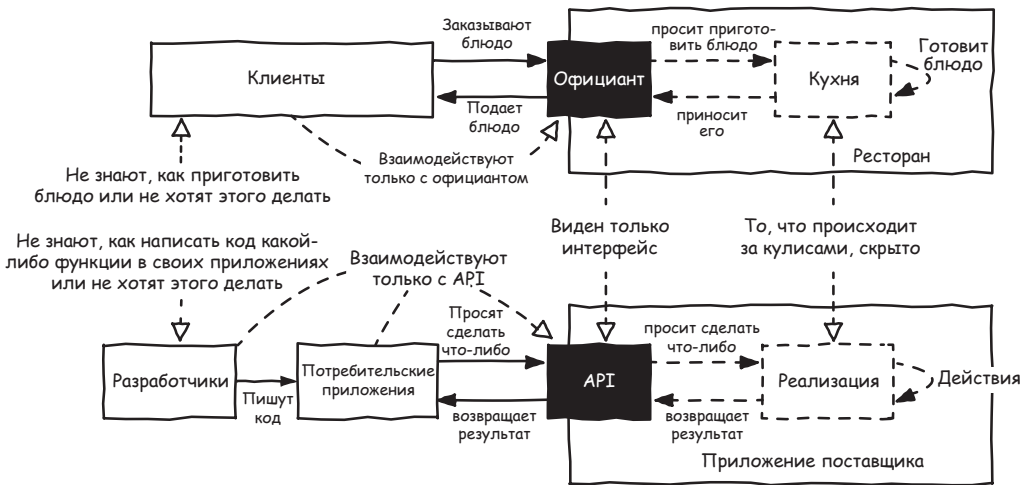 Заказывают
блюдо
просит пригото-
вить блюдо
Готовит
блюдо
Клиенты
Официант
Кухня
Подает
блюдо
приносит
его
Ресторан
Взаимодействуют
только с официантом
Не знают, как приготовить
блюдо или не хотят этого делать
Виден только
интерфейс
То, что происходит
за кулисами, скрыто
Не знают, как написать код какой-
либо функции в своих приложениях
или не хотят этого делать
Взаимодействуют
только с API
Просят
сделать
что-либо
просит сделать
что-либо
Разработчики
Пишут
код
Потребительские
приложения
API
Реализация
Действия
возвращает
результат
возвращает
результат
Приложение поставщика